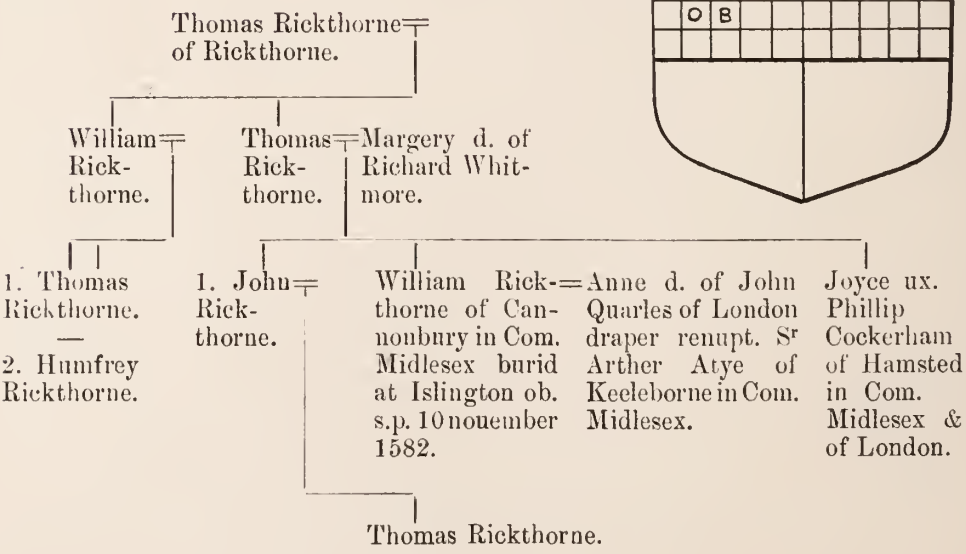 Thomas Rickthorne
of Rickthorne.
O B
William
Rick-
thorne.
Thomas
Rick-
thorne.
Margery d. of
Richard Whit-
more.
1. Thomas
Rickthorne.
—
2. Humfrey
Rickthorne.
1. John
Rick-
thorne.
William Rick-
thorne of Can-
nonbury in Com.
Midlesex burid
at Islington ob.
s.p. 10 nouember
1582.
Anne d. of John
Quarles of London
draper renupt. Sʳ
Arther Atye of
Keeleborne in Com.
Midlesex.
Joyce ux.
Phillip
Cockerham
of Hamsted
in Com.
Midlesex &
of London.
Thomas Rickthorne.